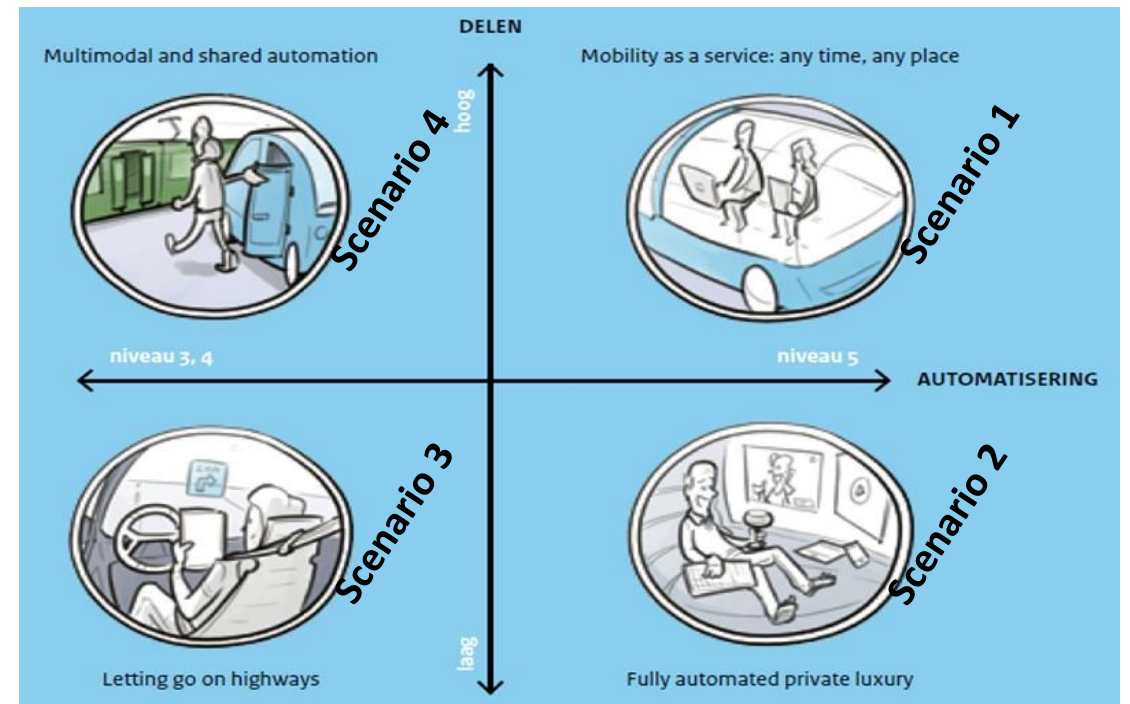 DELEN
Multimodal and shared automation
Mobility as a service: any time, any place
hoog
Scenario 4
Scenario 1
niveau 3, 4
niveau 5
AUTOMATISERING
Scenario 3
Scenario 2
laag
Letting go on highways
Fully automated private luxury